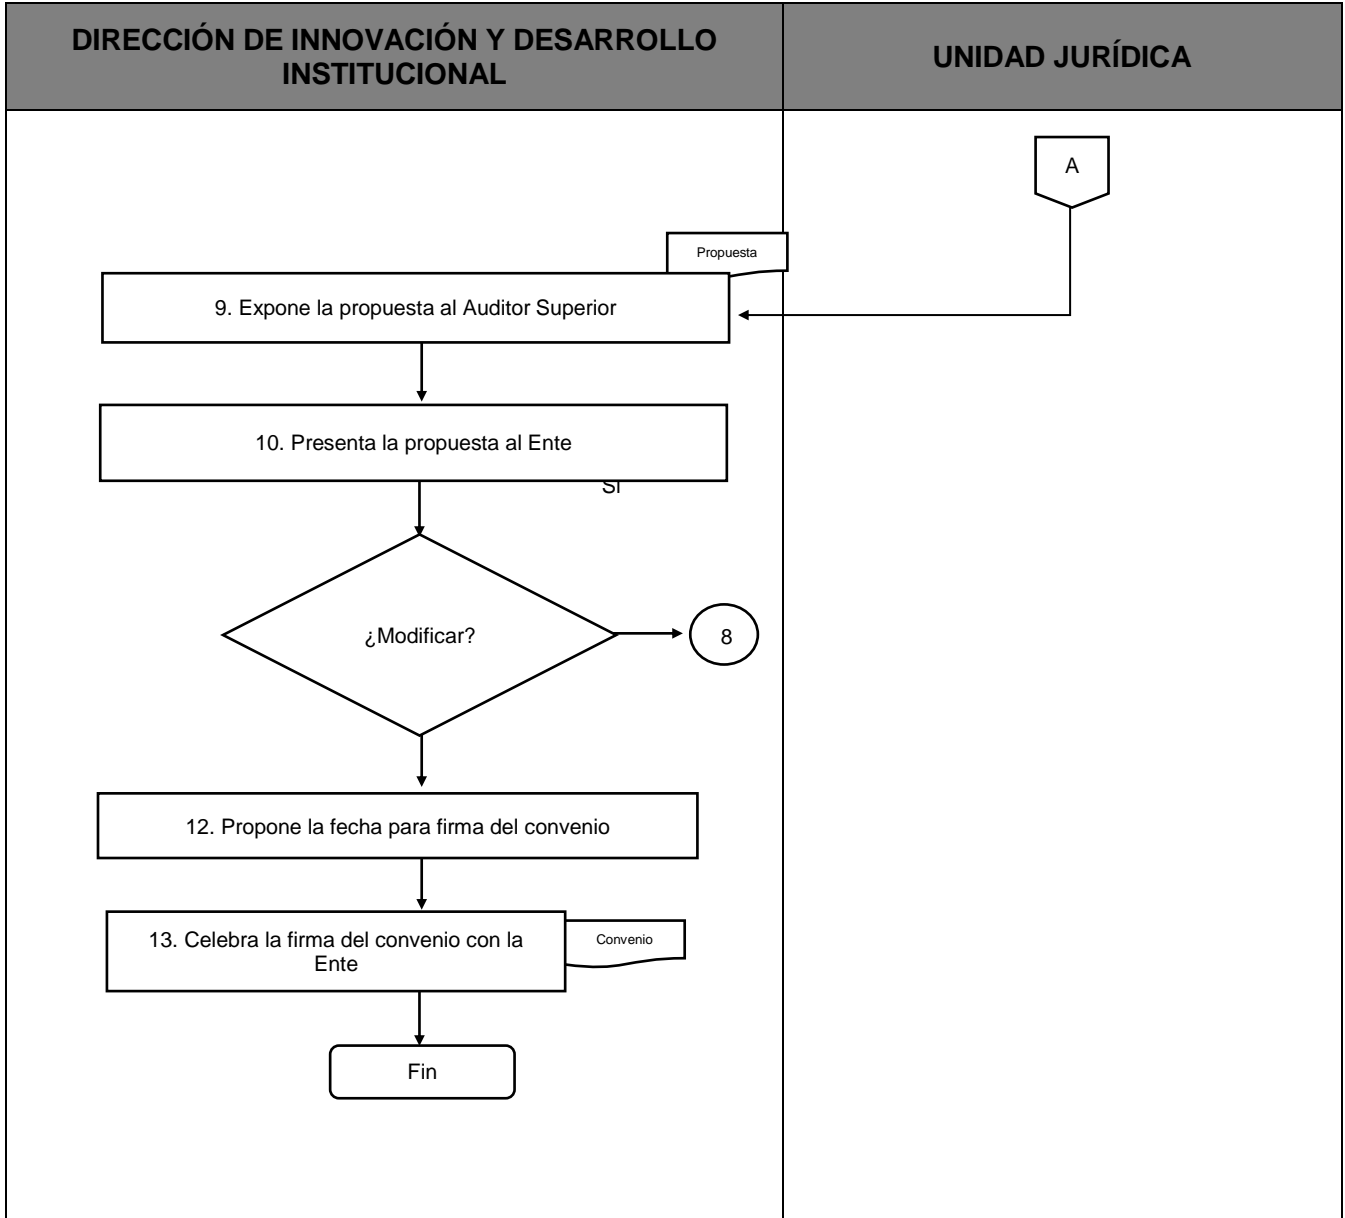 DIRECCIÓN DE INNOVACIÓN Y DESARROLLO
INSTITUCIONAL
UNIDAD JURÍDICA
A
Propuesta
9. Expone la propuesta al Auditor Superior
10. Presenta la propuesta al Ente
SI
¿Modificar?
8
12. Propone la fecha para firma del convenio
13. Celebra la firma del convenio con la
Ente
Convenio
Fin